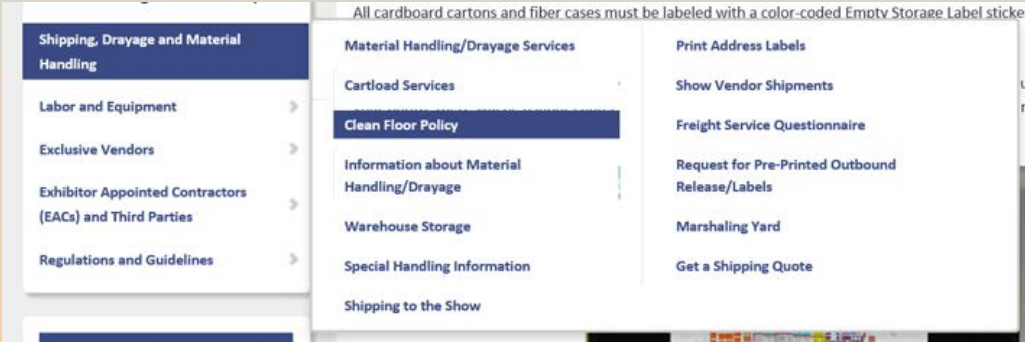 All cardboard cartons and fiber cases must be labeled with a color-coded Empty Storage Label
Shipping, Drayage and Material
Handling
Labor and Equipment
Exclusive Vendors
Exhibitor Appointed Contractors
(EACs) and Third Parties
Regulations and Guidelines
Material Handling/Drayage Services
Cartload Services
Clean Floor Policy
Information about Material
Handling/Drayage
Warehouse Storage
Special Handling Information
Shipping to the Show
Print Address Labels
Show Vendor Shipments
Freight Service Questionnaire
Request for Pre-Printed Outbound
Release/Labels
Marshaling Yard
Get a Shipping Quote